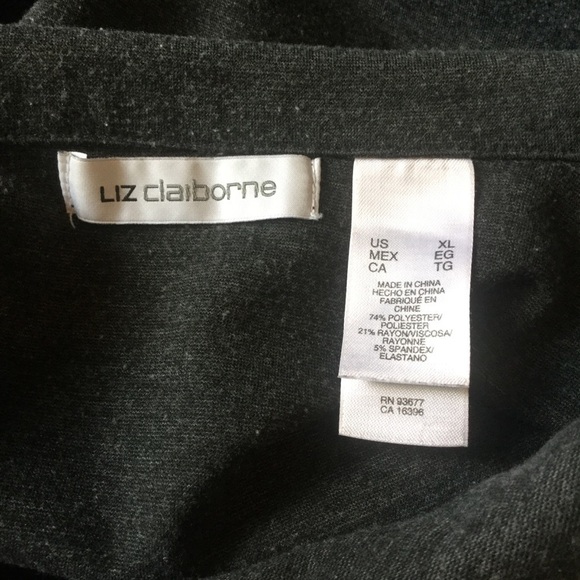 LIZ claiborne
US XL
MEX EG
CA TG
MADE IN CHINA
HECHO EN CHINA
FABRIQUÉ EN
CHINE
74% POLYESTER/
POLIESTER
21% RAYON/VISCOSA/
RAYONNE
5% SPANDEX/
ELASTANO
RN 93677
CA 16396